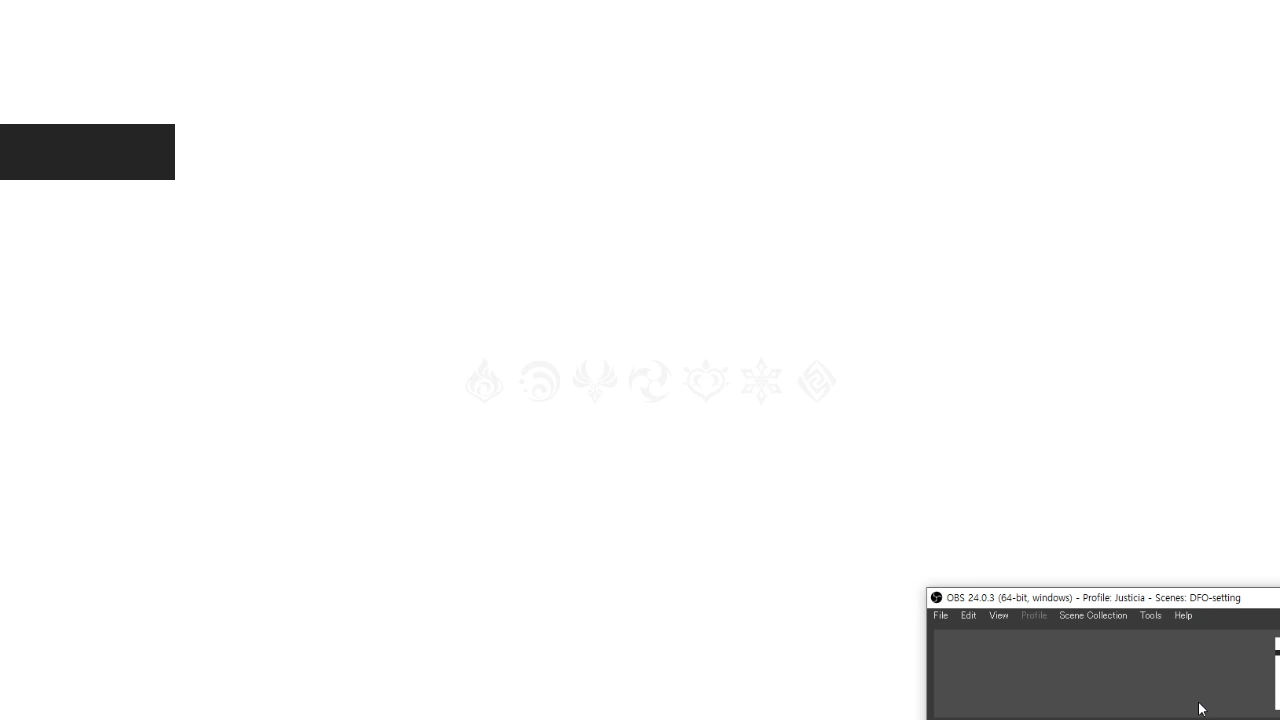 OBS 24.0.3 (64-bit, windows) - Profile: Justicia - Scenes: DFO-setting
File Edit View Profile Scene Collection Tools Help